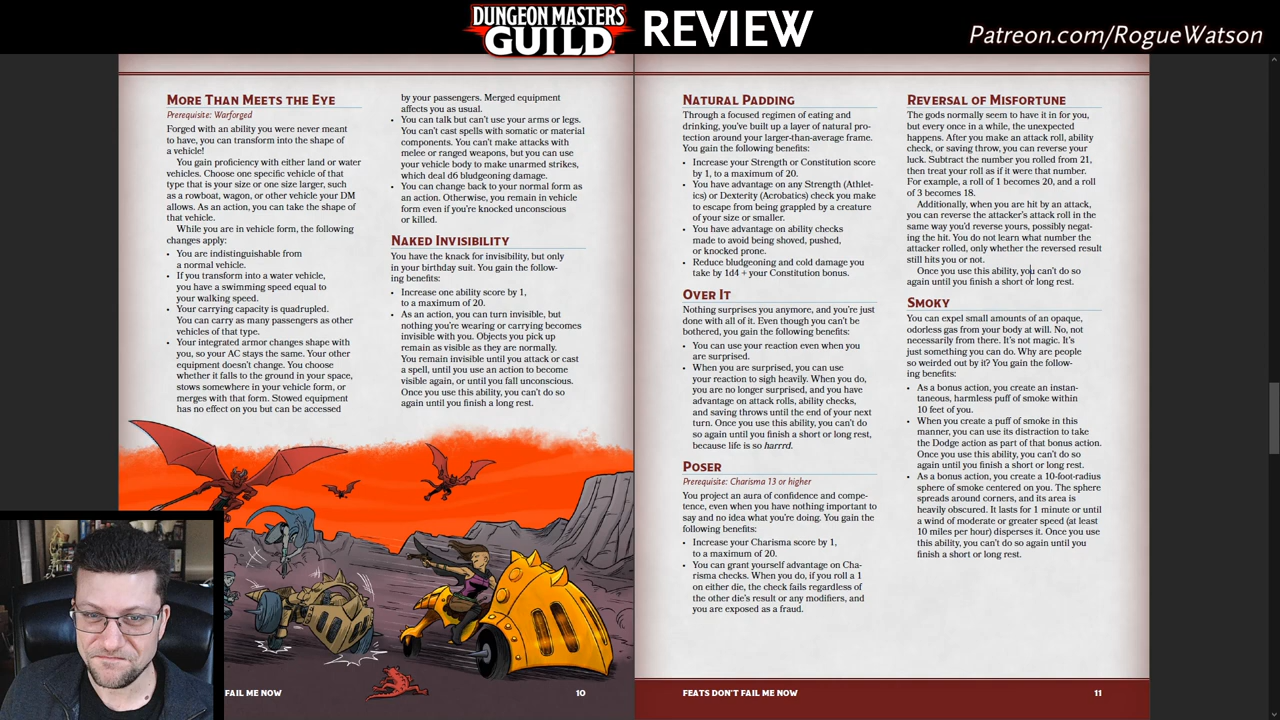 DUNGEON MASTERS
GUILD
REVIEW
Patreon.com/RogueWatson
MORE THAN MEETS THE EYE
Prerequisite: Warforged
Forged with an ability you were never meant
to have, you can transform into the shape of
a vehicle!
You gain proficiency with either land or water
vehicles. Choose one specific vehicle of that
type that is your size or one size larger, such
as a rowboat, wagon, or other vehicle your DM
allows. As an action, you can take the shape of
that vehicle.
While you are in vehicle form, the following
changes apply:
• You are indistinguishable from
a normal vehicle.
• If you transform into a water vehicle,
you have a swimming speed equal to
your walking speed.
• Your carrying capacity is quadrupled.
You can carry as many passengers as other
vehicles of that type.
• Your integrated armor changes shape with
you, so your AC stays the same. Your other
equipment doesn't change. You choose
whether it falls to the ground in your space,
stows somewhere in your vehicle form, or
merges with that form. Stowed equipment
has no effect on you but can be accessed
by your passengers. Merged equipment
affects you as usual.
• You can talk but can't use your arms or legs.
You can't cast spells with somatic or material
components. You can't make attacks with
melee or ranged weapons, but you can use
your vehicle body to make unarmed strikes,
which deal d6 bludgeoning damage.
• You can change back to your normal form as
an action. Otherwise, you remain in vehicle
form even if you're knocked unconscious
or killed.
NAKED INVISIBILITY
You have the knack for invisibility, but only
in your birthday suit. You gain the follow-
ing benefits:
• Increase one ability score by 1,
to a maximum of 20.
• As an action, you can turn invisible, but
nothing you're wearing or carrying becomes
invisible with you. Objects you pick up
remain as visible as they are normally.
You remain invisible until you attack or cast
a spell, until you use an action to become
visible again, or until you fall unconscious.
Once you use this ability, you can't do so
again until you finish a long rest.
FAIL ME NOW
10
NATURAL PADDING
Through a focused regimen of eating and
drinking, you've built up a layer of natural pro-
tection around your larger-than-average frame.
You gain the following benefits:
• Increase your Strength or Constitution score
by 1, to a maximum of 20.
• You have advantage on any Strength (Athlet-
ics) or Dexterity (Acrobatics) check you make
to escape from being grappled by a creature
of your size or smaller.
• You have advantage on ability checks
made to avoid being shoved, pushed,
or knocked prone.
• Reduce bludgeoning and cold damage you
take by 1d4 + your Constitution bonus.
OVER IT
Nothing surprises you anymore, and you're just
done with all of it. Even though you can't be
bothered, you gain the following benefits:
• You can use your reaction even when you
are surprised.
• When you are surprised, you can use
your reaction to sigh heavily. When you do,
you are no longer surprised, and you have
advantage on attack rolls, ability checks,
and saving throws until the end of your next
turn. Once you use this ability, you can't do
so again until you finish a short or long rest,
because life is so harrrd.
POSER
Prerequisite: Charisma 13 or higher
You project an aura of confidence and compe-
tence, even when you have nothing important to
say and no idea what you're doing. You gain the
following benefits:
• Increase your Charisma score by 1,
to a maximum of 20.
• You can grant yourself advantage on Cha-
risma checks. When you do, if you roll a 1
on either die, the check fails regardless of
the other die's result or any modifiers, and
you are exposed as a fraud.
REVERSAL OF MISFORTUNE
The gods normally seem to have it in for you,
but every once in a while, the unexpected
happens. After you make an attack roll, ability
check, or saving throw, you can reverse your
luck. Subtract the number you rolled from 21,
then treat your roll as if it were that number.
For example, a roll of 1 becomes 20, and a roll
of 3 becomes 18.
Additionally, when you are hit by an attack,
you can reverse the attacker's attack roll in the
same way you'd reverse yours, possibly negat-
ing the hit. You do not learn what number the
attacker rolled, only whether the reversed result
still hits you or not.
Once you use this ability, you can't do so
again until you finish a short or long rest.
SMOKY
You can expel small amounts of an opaque,
odorless gas from your body at will. No, not
necessarily from there. It's not magic. It's
just something you can do. Why are people
so weirded out by it? You gain the follow-
ing benefits:
• As a bonus action, you create an instan-
taneous, harmless puff of smoke within
10 feet of you.
• When you create a puff of smoke in this
manner, you can use its distraction to take
the Dodge action as part of that bonus action.
Once you use this ability, you can't do so
again until you finish a short or long rest.
• As a bonus action, you create a 10-foot-radius
sphere of smoke centered on you. The sphere
spreads around corners, and its area is
heavily obscured. It lasts for 1 minute or until
a wind of moderate or greater speed (at least
10 miles per hour) disperses it. Once you use
this ability, you can't do so again until you
finish a short or long rest.
FEATS DON'T FAIL ME NOW
11